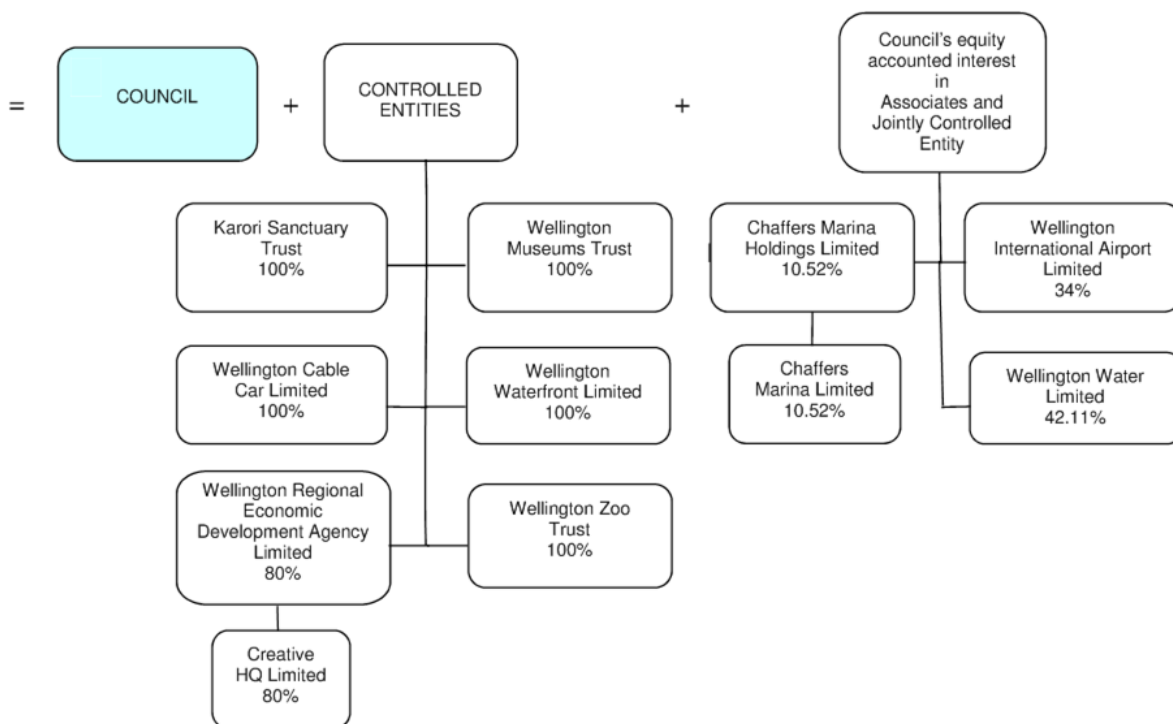 =
COUNCIL
+
CONTROLLED
ENTITIES
+
Council's equity
accounted interest
in
Associates and
Jointly Controlled
Entity
Karori Sanctuary
Trust
100%
Wellington
Museums Trust
100%
Chaffers Marina
Holdings Limited
10.52%
Wellington
International Airport
Limited
34%
Wellington Cable
Car Limited
100%
Wellington
Waterfront Limited
100%
Chaffers
Marina Limited
10.52%
Wellington Water
Limited
42.11%
Wellington Regional
Economic
Development Agency
Limited
80%
Wellington Zoo
Trust
100%
Creative
HQ Limited
80%